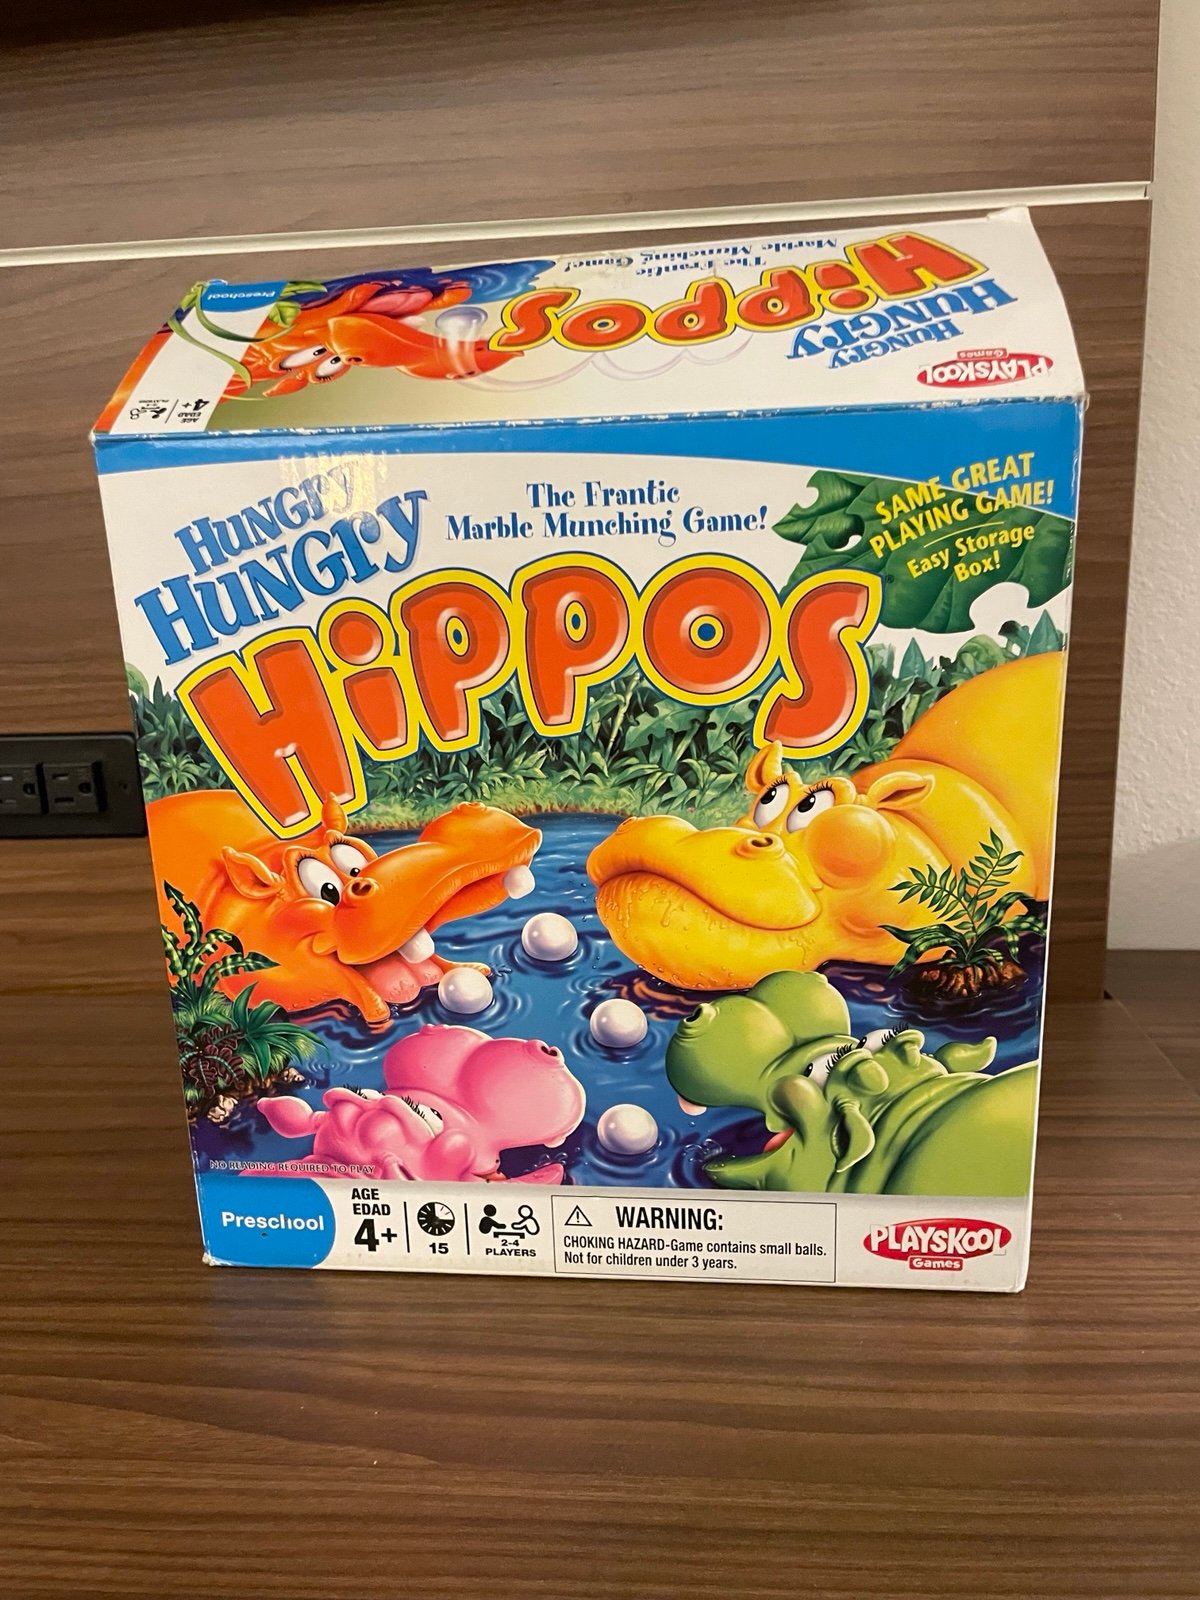 Preschool
The Frantic
Marble Munching Game!
HUNGRY
HUNGRY
HiPPOS
PLAYSKOOL
Games
AGE
EDAD
4+
HUNGRY
HUNGRY
HiPPOS
®
The Frantic
Marble Munching Game!
SAME GREAT
PLAYING GAME!
Easy Storage
Box!
NO READING REQUIRED TO PLAY
Preschool
AGE
EDAD
4+
15
2-4
PLAYERS
WARNING:
CHOKING HAZARD-Game contains small balls.
Not for children under 3 years.
PLAYSKOOL
Games